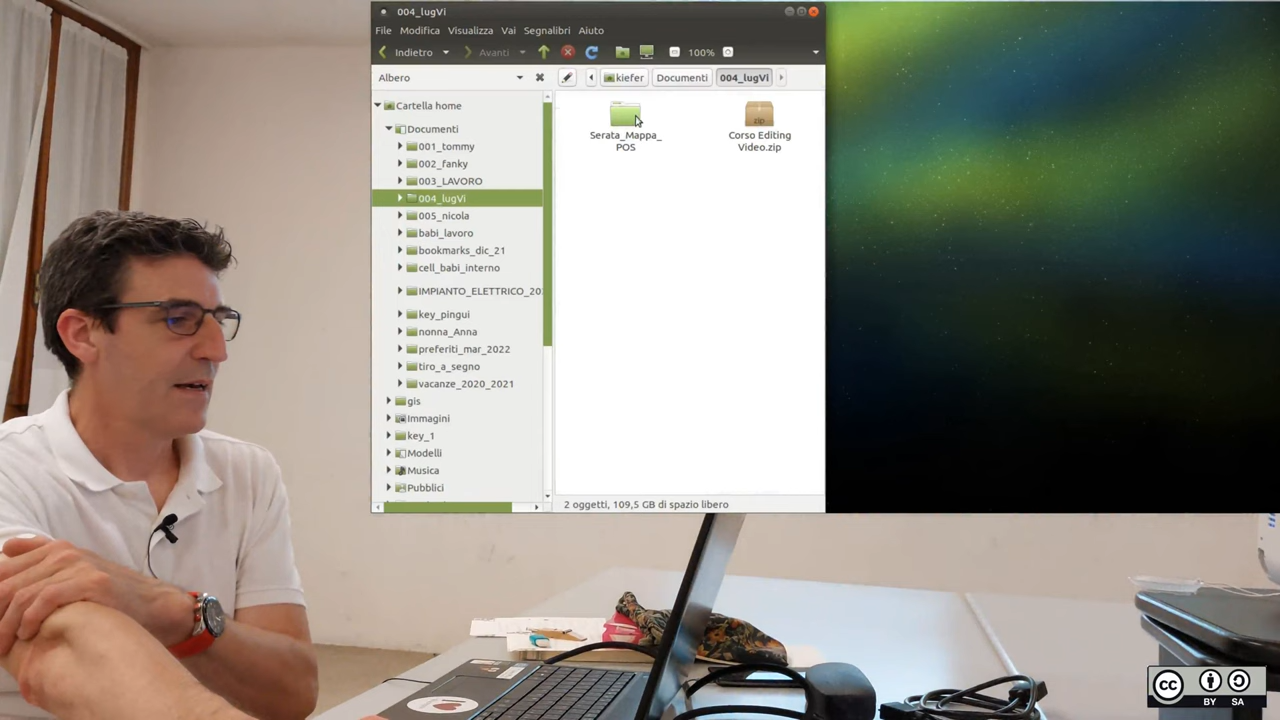 004_lugVi
File Modifica Visualizza Vai Segnalibri Aiuto
Indietro Avanti 100%
Albero kiefer Documenti 004_lugVi
Cartella home
Documenti
001_tommy
002_fanky
003_LAVORO
004_lugVi
005_nicola
babi_lavoro
bookmarks_dic_21
cell_babi_interno
IMPIANTO_ELETTRICO_20
key_pingui
nonna_Anna
preferiti_mar_2022
tiro_a_segno
vacanze_2020_2021
gis
Immagini
key_1
Modelli
Musica
Pubblici
Serata_Mappa_
POS
zip
Corso Editing
Video.zip
2 oggetti, 109,5 GB di spazio libero
cc
BY SA